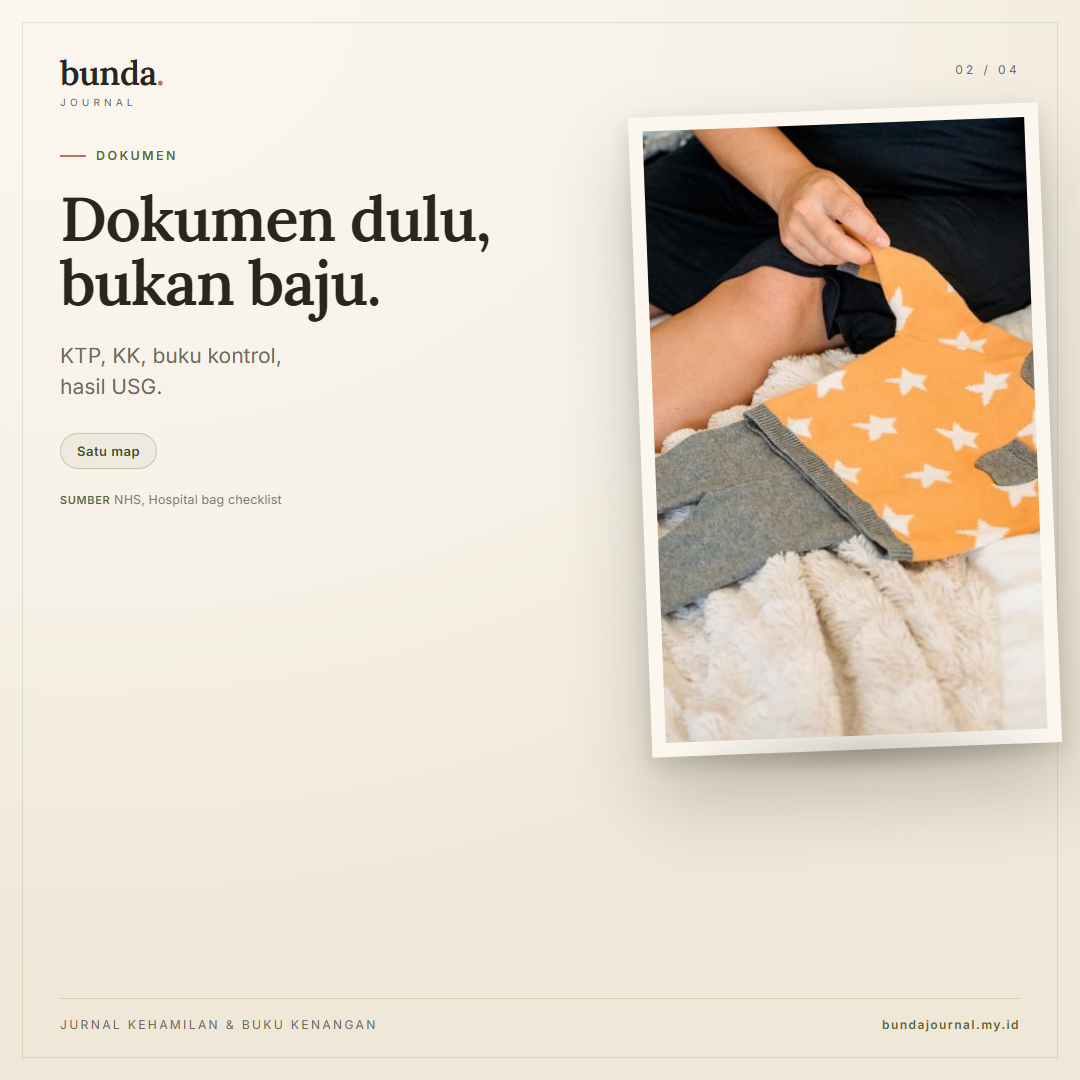 bunda.
JOURNAL
02 / 04
DOKUMEN
Dokumen dulu,
bukan baju.
KTP, KK, buku kontrol,
hasil USG.
Satu map
SUMBER NHS, Hospital bag checklist
JURNAL KEHAMILAN & BUKU KENANGAN
bundajournal.my.id